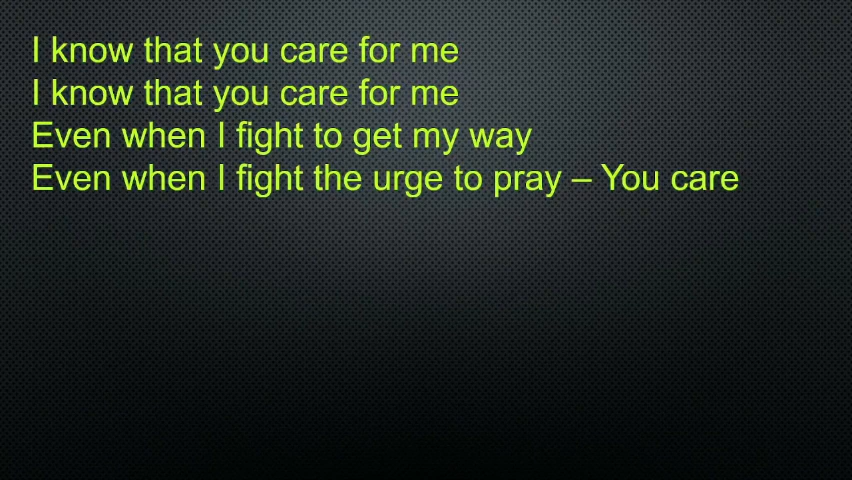 I know that you care for me
I know that you care for me
Even when I fight to get my way
Even when I fight the urge to pray – You care